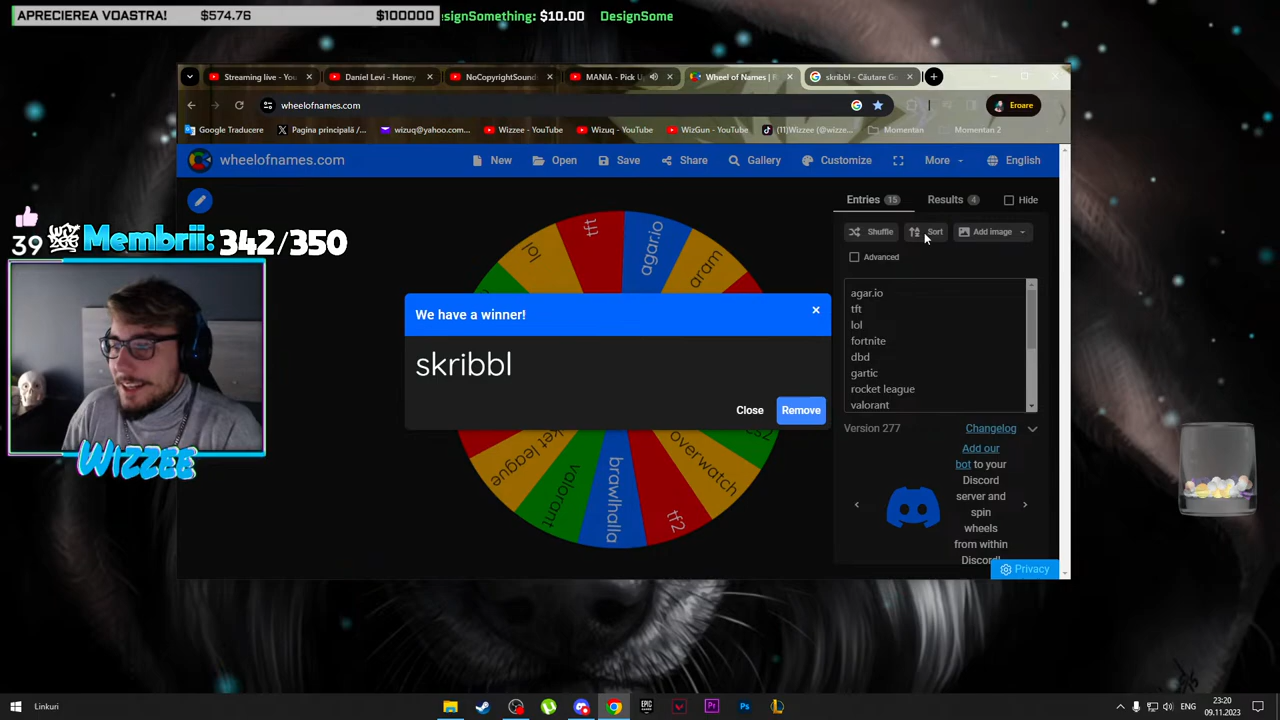 APRECIEREA VOASTRA! $574.76 $100000
esignSomething: $10.00 DesignSome
Streaming live - You
Daniel Levi - Honey
NoCopyrightSound
MANIA - Pick U
Wheel of Names | R
skribbl - Căutare Go
wheelofnames.com
Eroare
Google Traducere
Pagina principală /...
wizuq@yahoo.com...
Wizzee - YouTube
Wizuq - YouTube
WizGun - YouTube
(11)Wizzee (@wizze...
Momentan
Momentan 2
wheelofnames.com
New
Open
Save
Share
Gallery
Customize
More
English
Entries 15
Results 4
Hide
Shuffle
Sort
Add image
Advanced
39
Membrii: 342/350
WIZZEE
lol
tft
agar.io
aram
We have a winner!
skribbl
Close
Remove
valorant
brawlhalla
tf2
overwatch
agar.io
tft
lol
fortnite
dbd
gartic
rocket league
valorant
Version 277
Changelog
Add our
bot to your
Discord
server and
spin
wheels
from within
Discord!
Privacy
Linkuri
ENG
23:20
09.11.2023